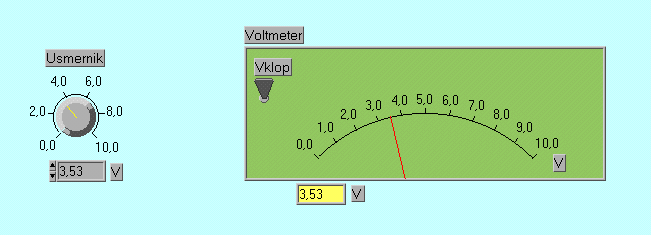 Usmernik
4,0 6,0
2,0 8,0
0,0 10,0
3,53 V
Voltmeter
Vklop
0,0 1,0 2,0 3,0 4,0 5,0 6,0 7,0 8,0 9,0 10,0
V
3,53 V